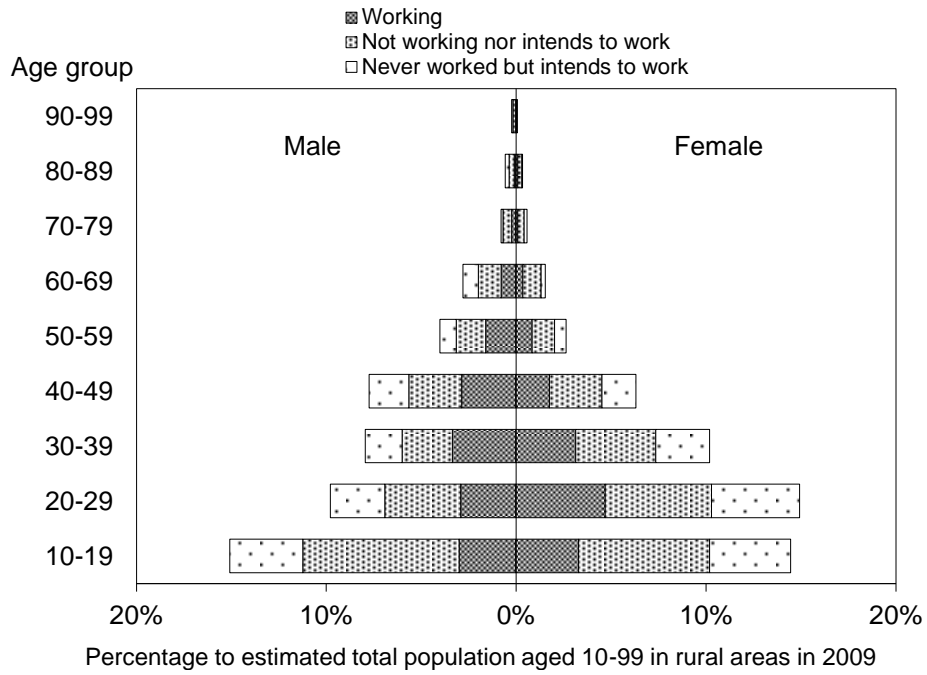 Working
Not working nor intends to work
Never worked but intends to work
Age group
90-99
Male
Female
80-89
70-79
60-69
50-59
40-49
30-39
20-29
10-19
20%
10%
0%
10%
20%
Percentage to estimated total population aged 10-99 in rural areas in 2009